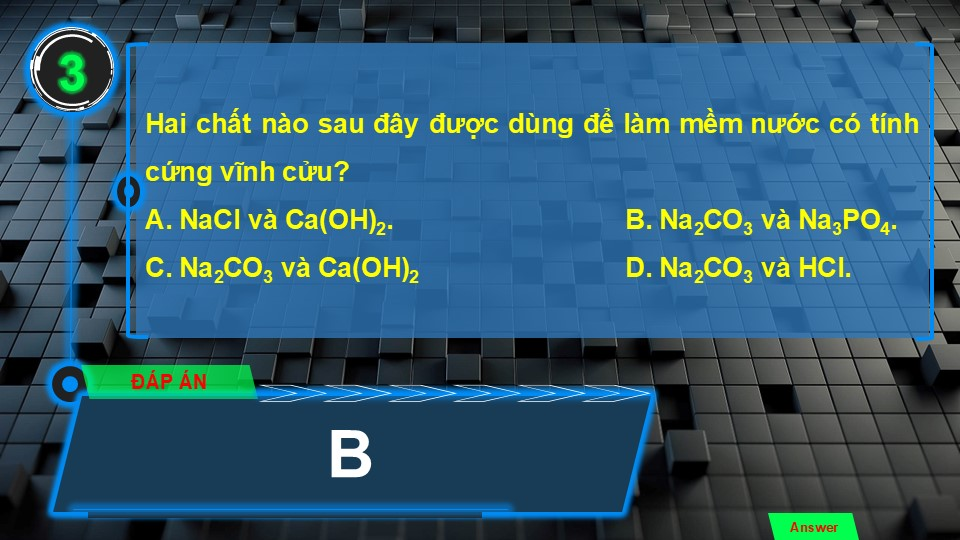 3
Hai chất nào sau đây được dùng để làm mềm nước có tính
cứng vĩnh cửu?
A. NaCl và Ca(OH)₂. B. Na₂CO₃ và Na₃PO₄.
C. Na₂CO₃ và Ca(OH)₂ D. Na₂CO₃ và HCl.
ĐÁP ÁN
B
Answer